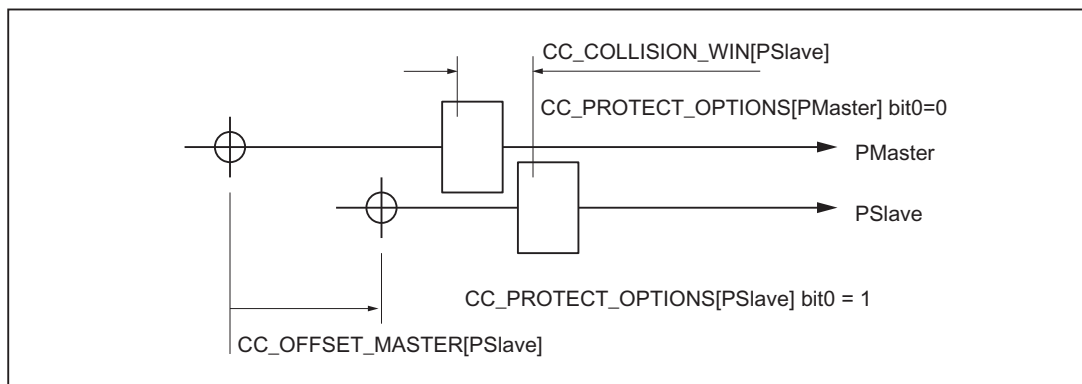 CC_COLLISION_WIN[PSlave]
CC_PROTECT_OPTIONS[PMaster] bit0=0
PMaster
PSlave
CC_PROTECT_OPTIONS[PSlave] bit0 = 1
CC_OFFSET_MASTER[PSlave]